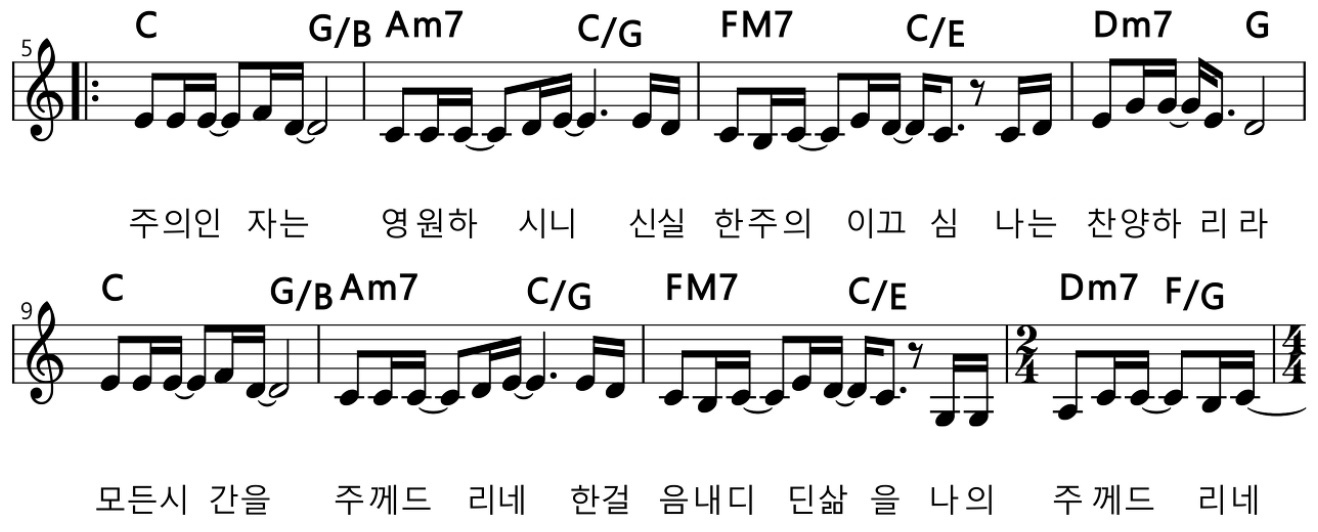 C G/B Am7 C/G FM7 C/E Dm7 G
5
주의인 자는 영원하 시니 신실 한주의 이끄 심 나는 찬양하 리 라
C G/B Am7 C/G FM7 C/E Dm7 F/G
9
2 4 4 4
모든시 간을 주께드 리네 한걸 음내디 딘삶 을 나의 주께드 리네